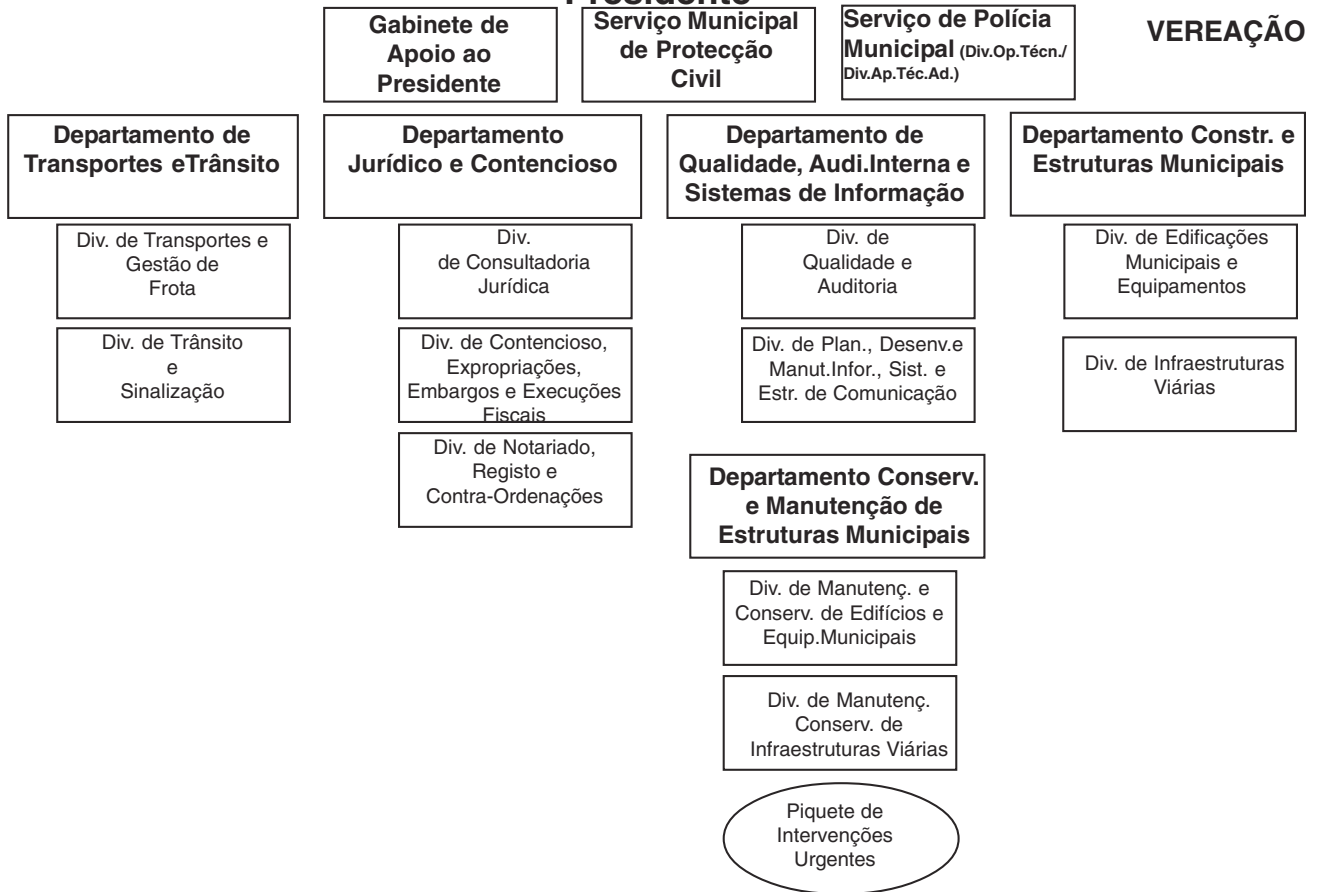 Presidente
VEREAÇÃO
Gabinete de
Apoio ao
Presidente
Serviço Municipal
de Protecção
Civil
Serviço de Polícia
Municipal (Div.Op.Técn./
Div.Ap.Téc.Ad.)
Departamento de
Transportes eTrânsito
Div. de Transportes e
Gestão de
Frota
Div. de Trânsito
e
Sinalização
Departamento
Jurídico e Contencioso
Div.
de Consultadoria
Jurídica
Div. de Contencioso,
Expropriações,
Embargos e Execuções
Fiscais
Div. de Notariado,
Registo e
Contra-Ordenações
Departamento de
Qualidade, Audi.Interna e
Sistemas de Informação
Div. de
Qualidade e
Auditoria
Div. de Plan., Desenv.e
Manut.Infor., Sist. e
Estr. de Comunicação
Departamento Conserv.
e Manutenção de
Estruturas Municipais
Div. de Manutenç. e
Conserv. de Edifícios e
Equip.Municipais
Div. de Manutenç.
Conserv. de
Infraestruturas Viárias
Piquete de
Intervenções
Urgentes
Departamento Constr. e
Estruturas Municipais
Div. de Edificações
Municipais e
Equipamentos
Div. de Infraestruturas
Viárias